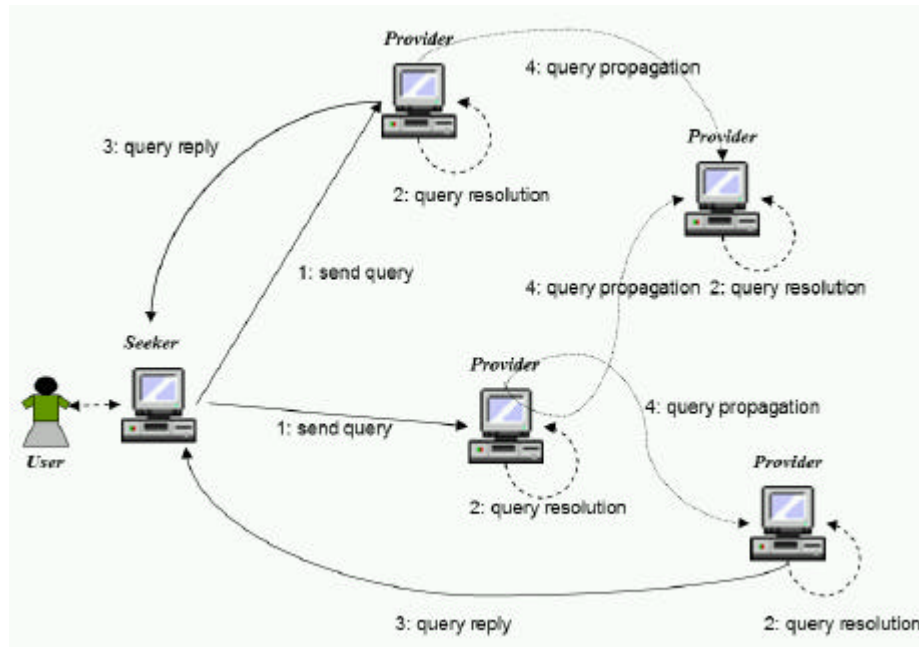 Provider
4: query propagation
Provider
3: query reply
2: query resolution
1: send query
4: query propagation
2: query resolution
Seeker
Provider
4: query propagation
1: send query
User
Provider
2: query resolution
3: query reply
2: query resolution